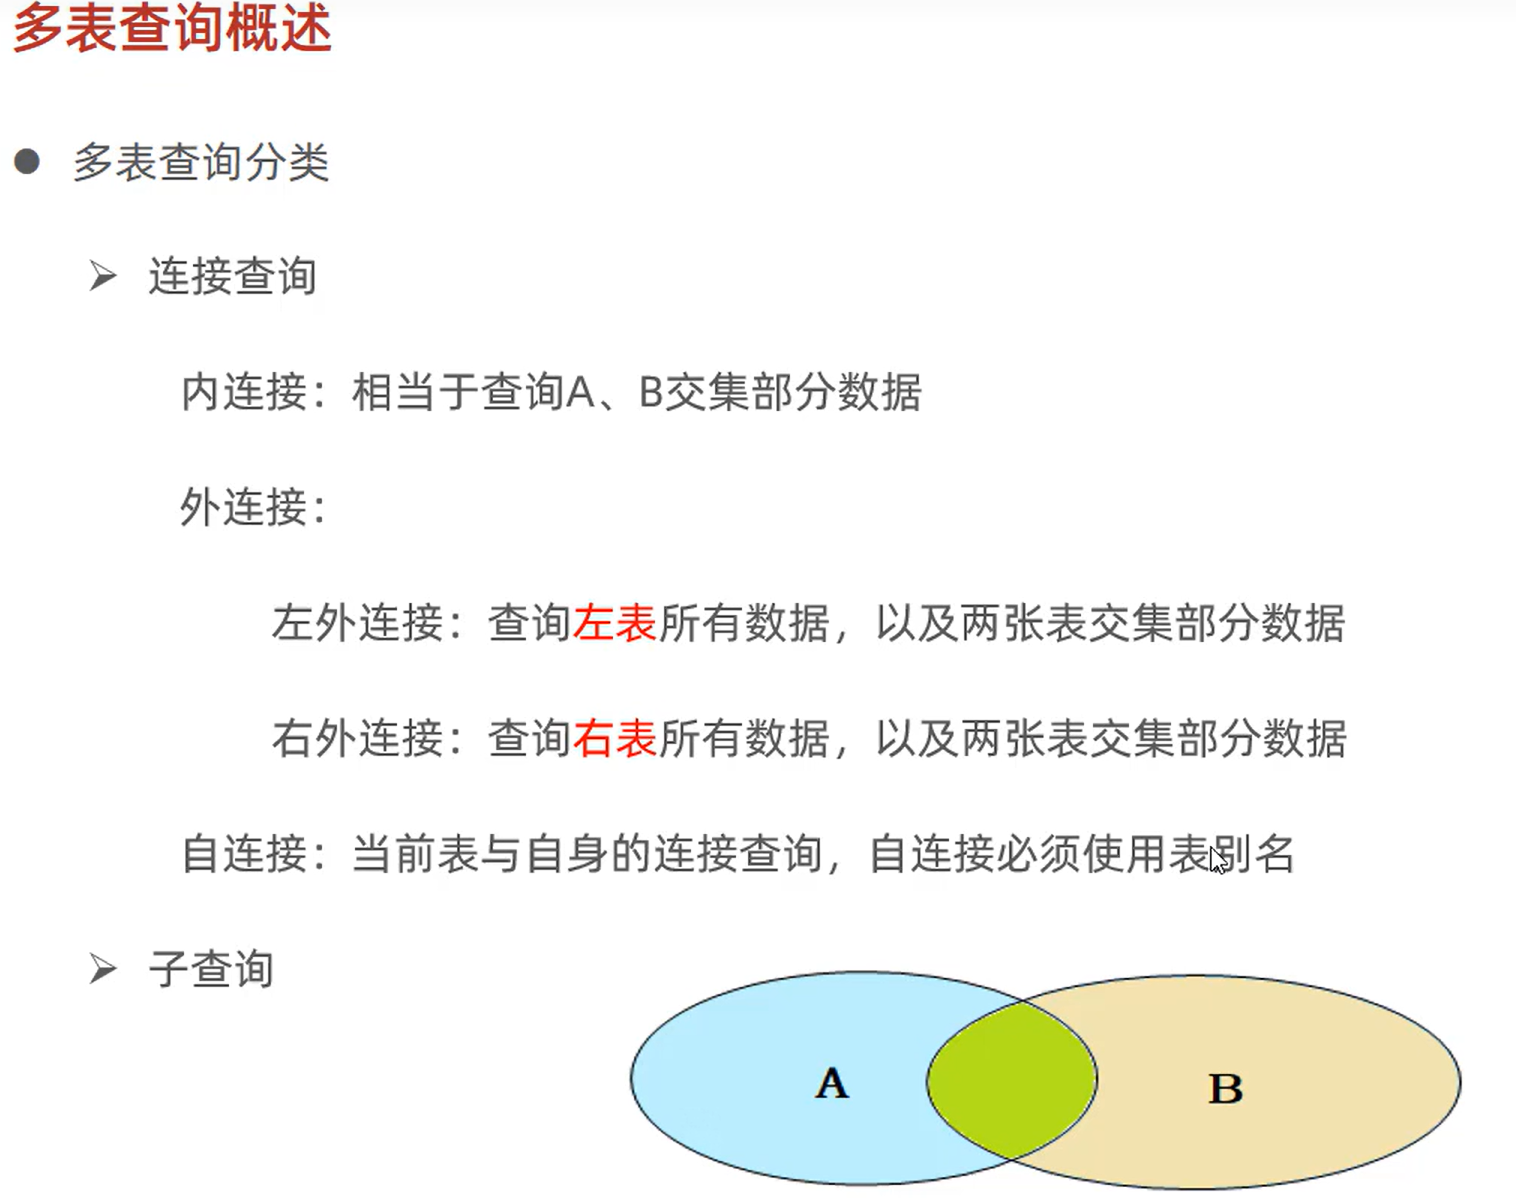 多表查询概述
多表查询分类
连接查询
内连接：相当于查询A、B交集部分数据
外连接：
左外连接：查询左表所有数据，以及两张表交集部分数据
右外连接：查询右表所有数据，以及两张表交集部分数据
自连接：当前表与自身的连接查询，自连接必须使用表别名
子查询
A
B